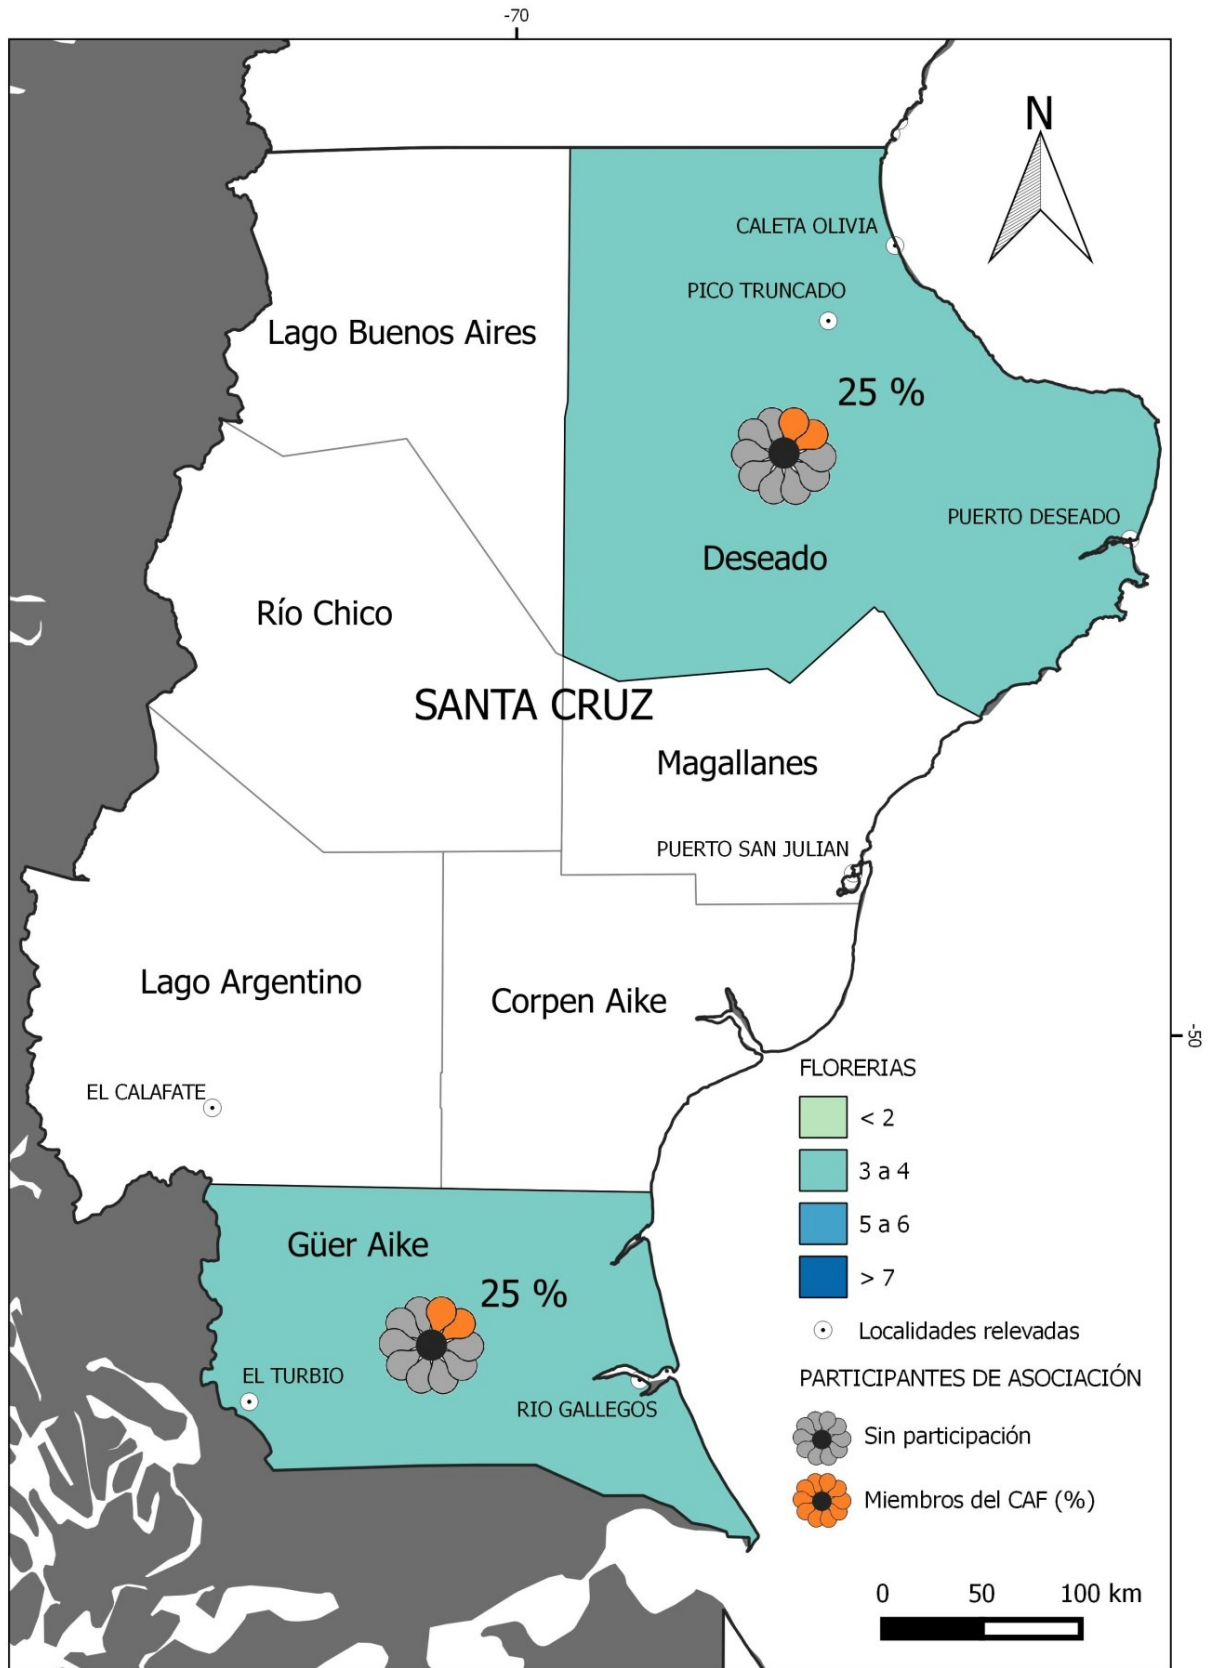 -70
N
CALETA OLIVIA
PICO TRUNCADO
Lago Buenos Aires
25 %
PUERTO DESEADO
Deseado
Río Chico
SANTA CRUZ
Magallanes
PUERTO SAN JULIAN
Lago Argentino
Corpen Aike
-50
EL CALAFATE
FLORERIAS
< 2
3 a 4
5 a 6
> 7
Localidades relevadas
PARTICIPANTES DE ASOCIACIÓN
Sin participación
Miembros del CAF (%)
Güer Aike
25 %
EL TURBIO
RIO GALLEGOS
0 50 100 km